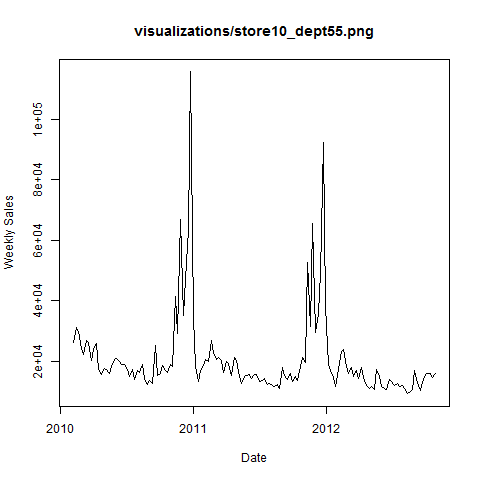 visualizations/store10_dept55.png
Weekly Sales
1e+05
8e+04
6e+04
4e+04
2e+04
2010
2011
2012
Date